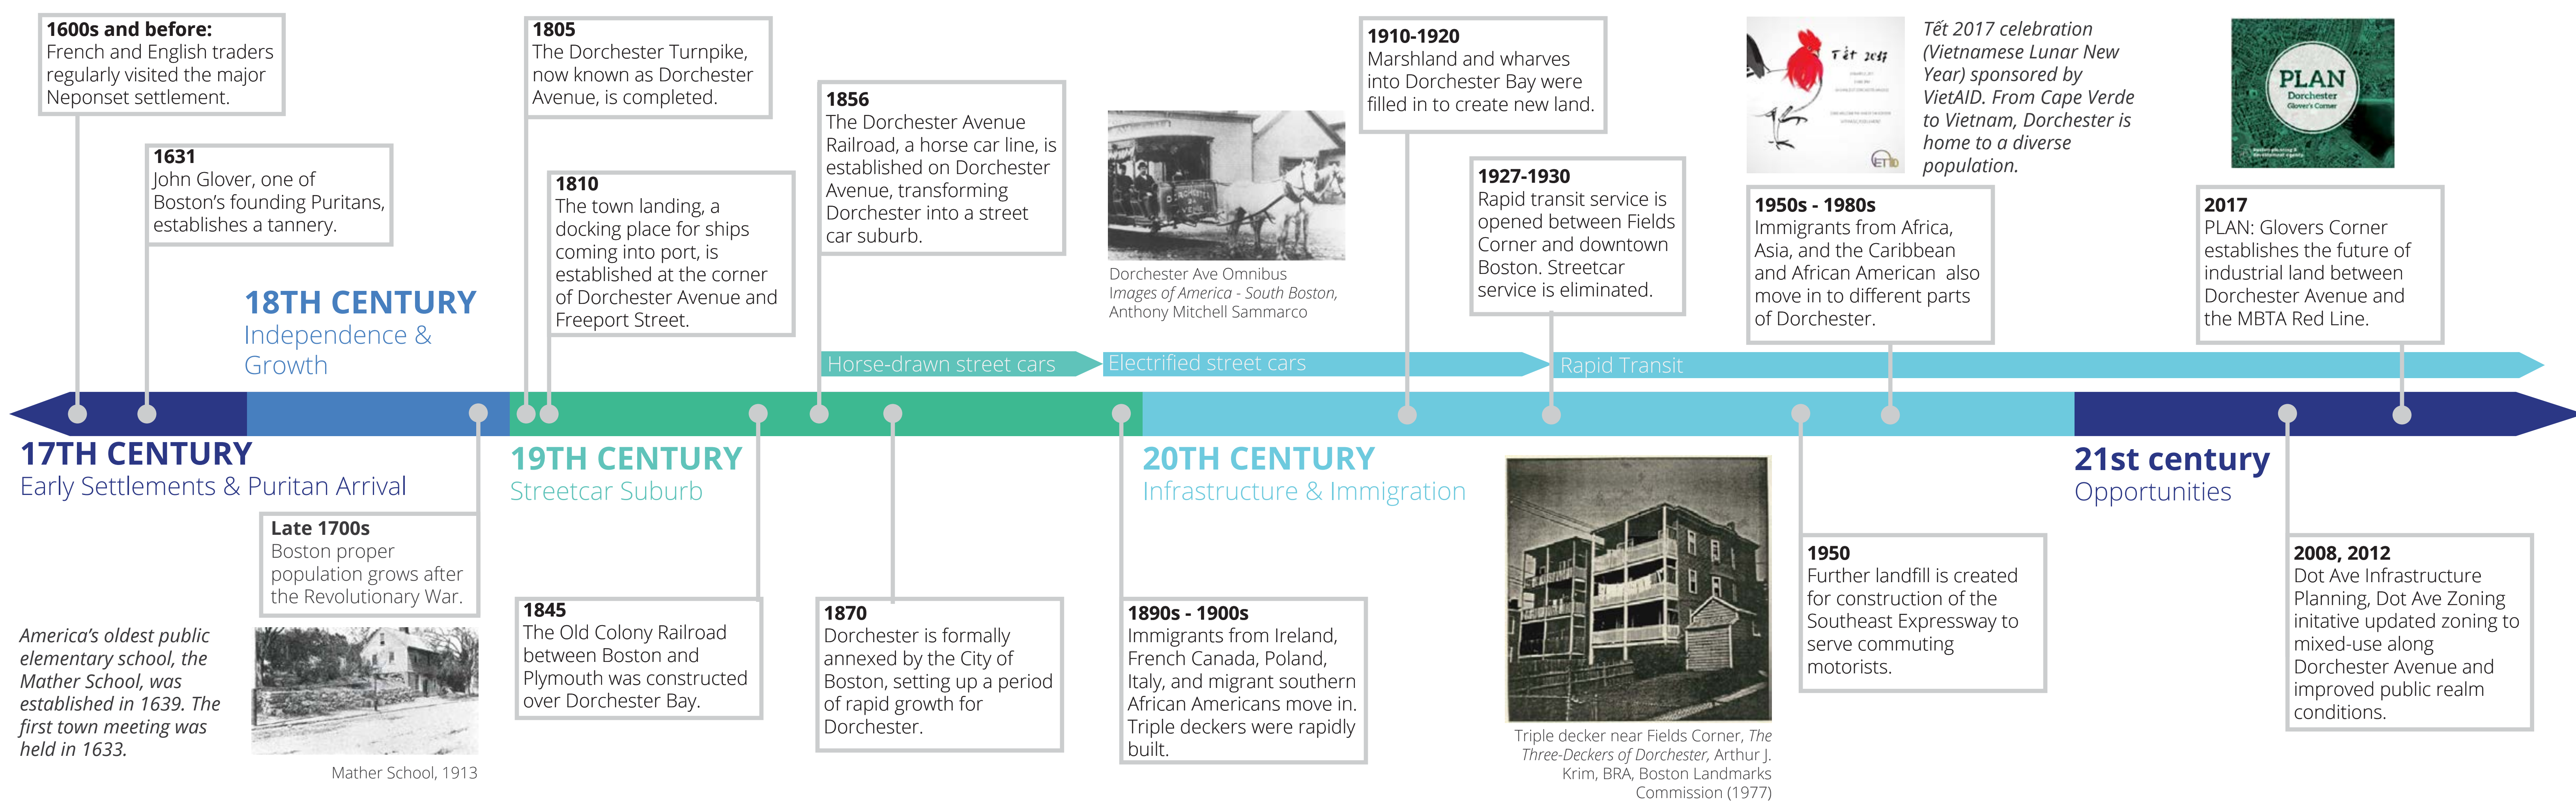 1600s and before:
French and English traders
regularly visited the major
Neponset settlement.
1631
John Glover, one of
Boston’s founding Puritans,
establishes a tannery.
18TH CENTURY
Independence &
Growth
1805
The Dorchester Turnpike,
now known as Dorchester
Avenue, is completed.
1810
The town landing, a
docking place for ships
coming into port, is
established at the corner
of Dorchester Avenue and
Freeport Street.
1856
The Dorchester Avenue
Railroad, a horse car line, is
established on Dorchester
Avenue, transforming
Dorchester into a street
car suburb.
Dorchester Ave Omnibus
Images of America - South Boston,
Anthony Mitchell Sammarco
1910-1920
Marshland and wharves
into Dorchester Bay were
filled in to create new land.
1927-1930
Rapid transit service is
opened between Fields
Corner and downtown
Boston. Streetcar
service is eliminated.
Tết 2017
Tết 2017 celebration
(Vietnamese Lunar New
Year) sponsored by
VietAID. From Cape Verde
to Vietnam, Dorchester is
home to a diverse
population.
1950s - 1980s
Immigrants from Africa,
Asia, and the Caribbean
and African American  also
move in to different parts
of Dorchester.
PLAN
Dorchester
Glover's Corner
2017
PLAN: Glovers Corner
establishes the future of
industrial land between
Dorchester Avenue and
the MBTA Red Line.
Horse-drawn street cars
Electrified street cars
Rapid Transit
17TH CENTURY
Early Settlements & Puritan Arrival
Late 1700s
Boston proper
population grows after
the Revolutionary War.
America’s oldest public
elementary school, the
Mather School, was
established in 1639. The
first town meeting was
held in 1633.
Mather School, 1913
19TH CENTURY
Streetcar Suburb
1845
The Old Colony Railroad
between Boston and
Plymouth was constructed
over Dorchester Bay.
1870
Dorchester is formally
annexed by the City of
Boston, setting up a period
of rapid growth for
Dorchester.
20TH CENTURY
Infrastructure & Immigration
1890s - 1900s
Immigrants from Ireland,
French Canada, Poland,
Italy, and migrant southern
African Americans move in.
Triple deckers were rapidly
built.
Triple decker near Fields Corner, The
Three-Deckers of Dorchester, Arthur J.
Krim, BRA, Boston Landmarks
Commission (1977)
1950
Further landfill is created
for construction of the
Southeast Expressway to
serve commuting
motorists.
21st century
Opportunities
2008, 2012
Dot Ave Infrastructure
Planning, Dot Ave Zoning
initative updated zoning to
mixed-use along
Dorchester Avenue and
improved public realm
conditions.